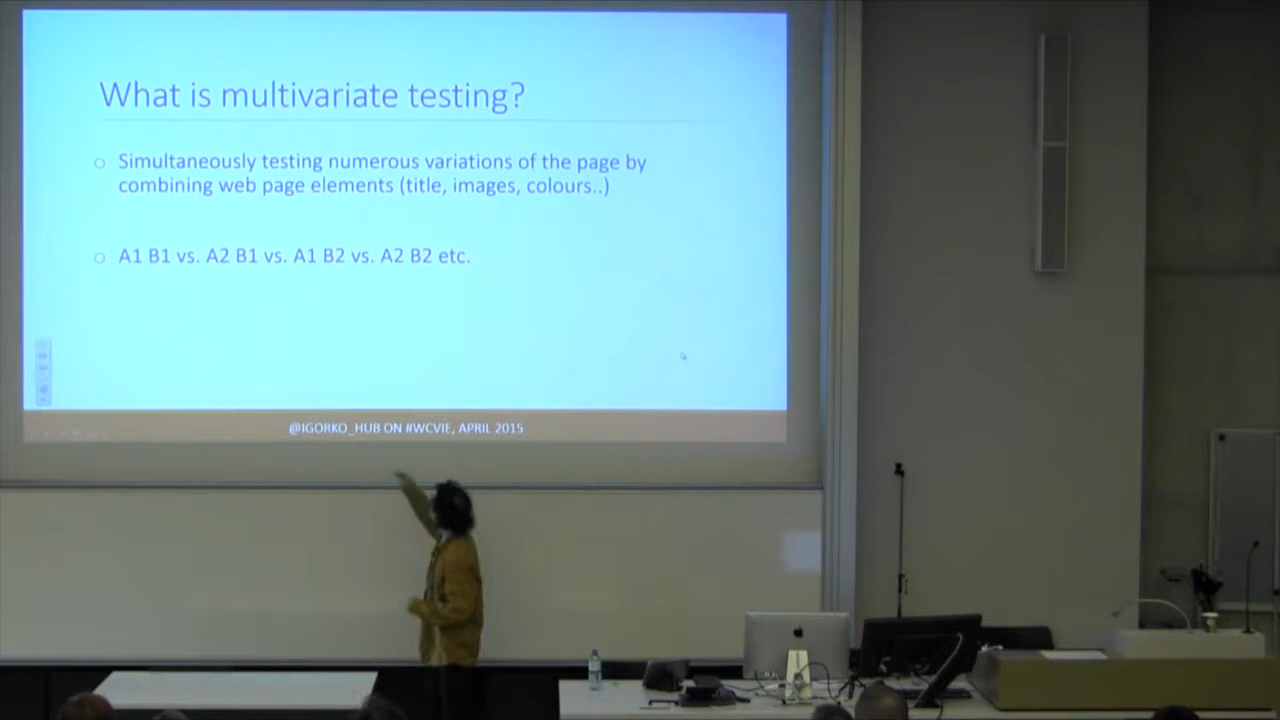 What is multivariate testing?
Simultaneously testing numerous variations of the page by
combining web page elements (title, images, colours..)
A1 B1 vs. A2 B1 vs. A1 B2 vs. A2 B2 etc.
@IGORKO_HUB ON #WCVIE, APRIL 2015